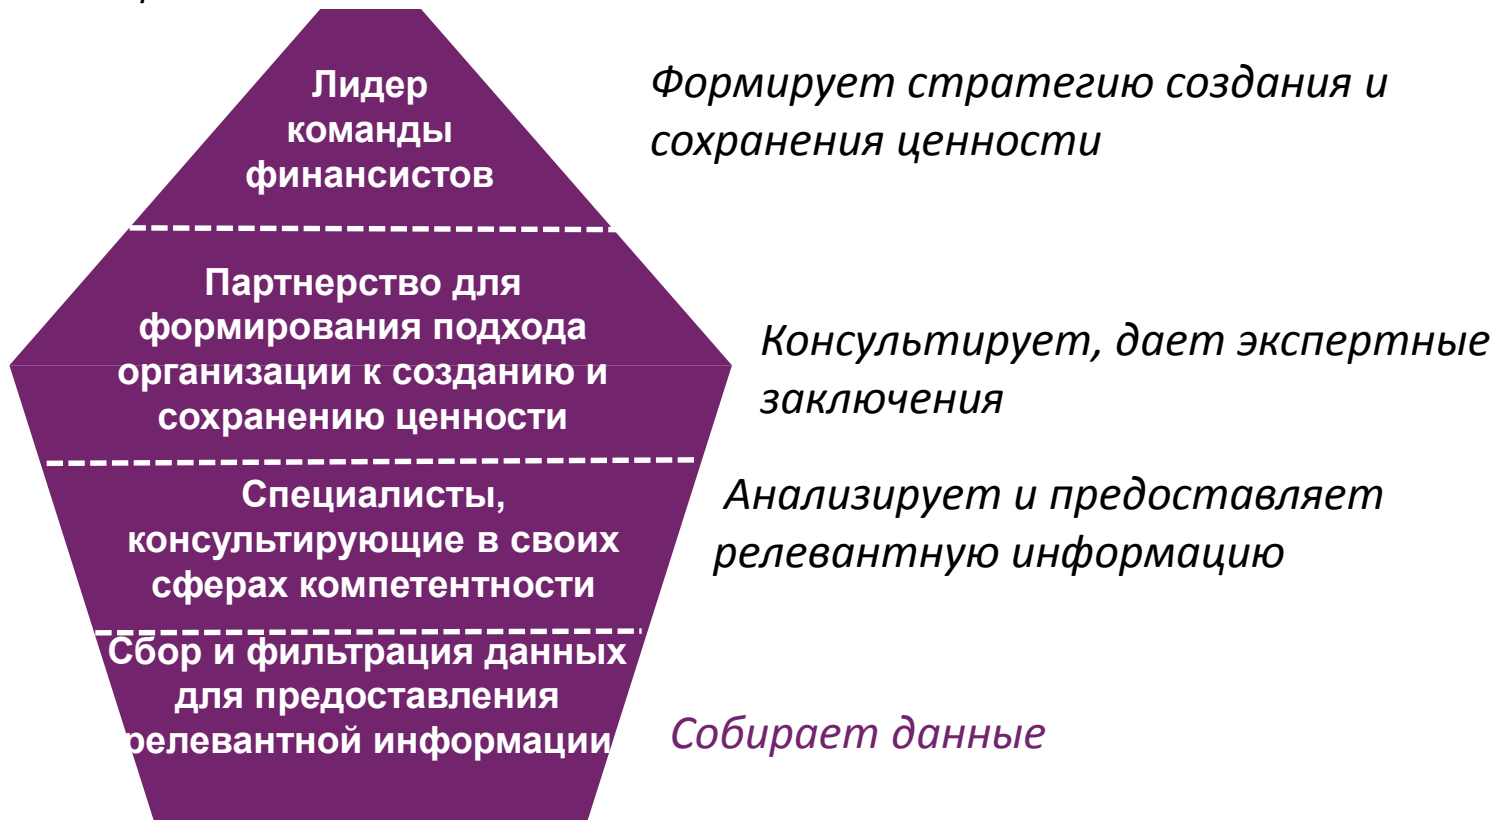 Лидер
команды
финансистов
Формирует стратегию создания и
сохранения ценности
Партнерство для
формирования подхода
организации к созданию и
сохранению ценности
Консультирует, дает экспертные
заключения
Специалисты,
консультирующие в своих
сферах компетентности
Анализирует и предоставляет
релевантную информацию
Сбор и фильтрация данных
для предоставления
релевантной информации
Собирает данные